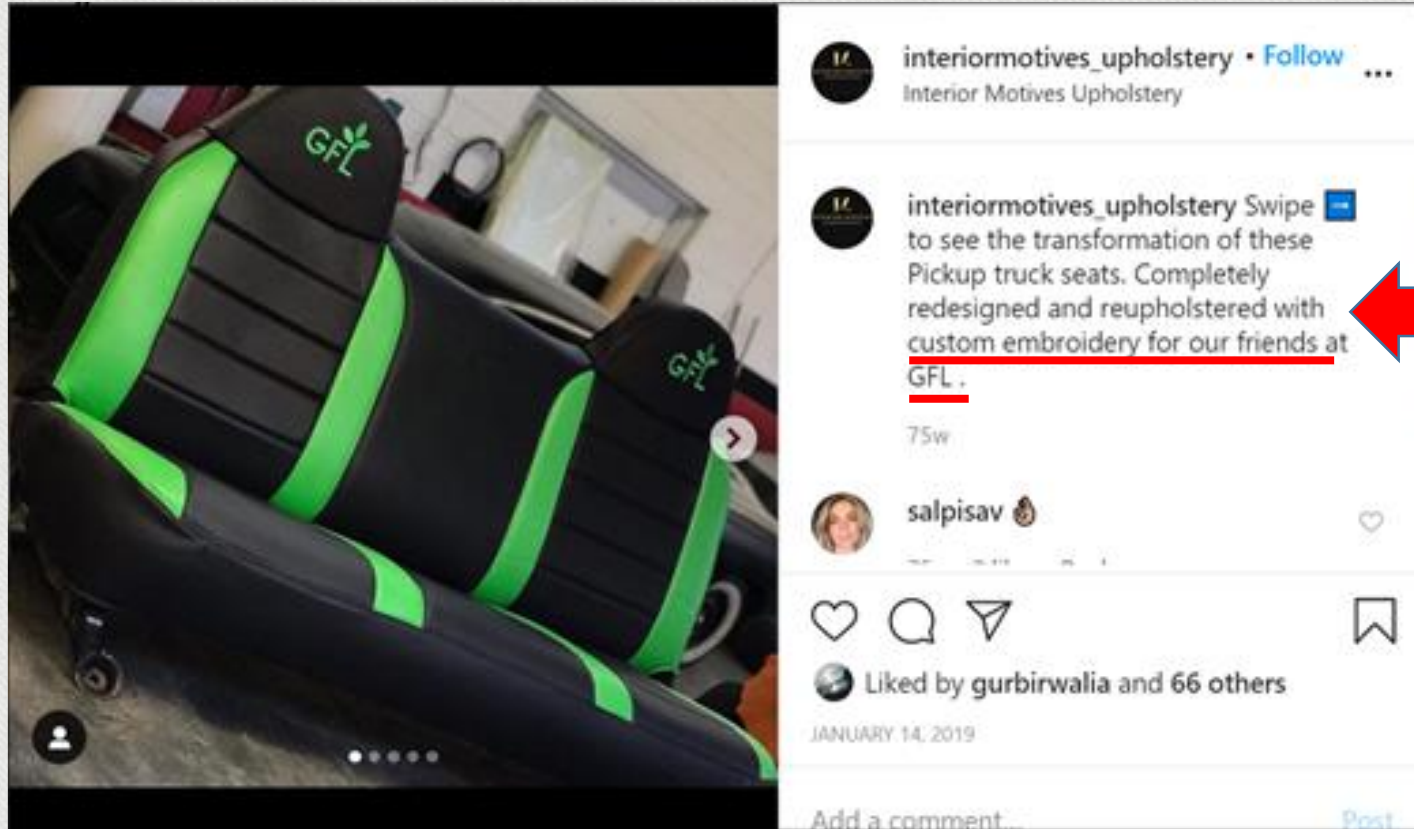 GFL
GFL
interiormotives_upholstery • Follow
Interior Motives Upholstery
interiormotives_upholstery Swipe ➡
to see the transformation of these
Pickup truck seats. Completely
redesigned and reupholstered with
custom embroidery for our friends at
GFL .
75w
salpisav 👌🏽
Liked by gurbirwalia and 66 others
JANUARY 14, 2019
Add a comment...
Post